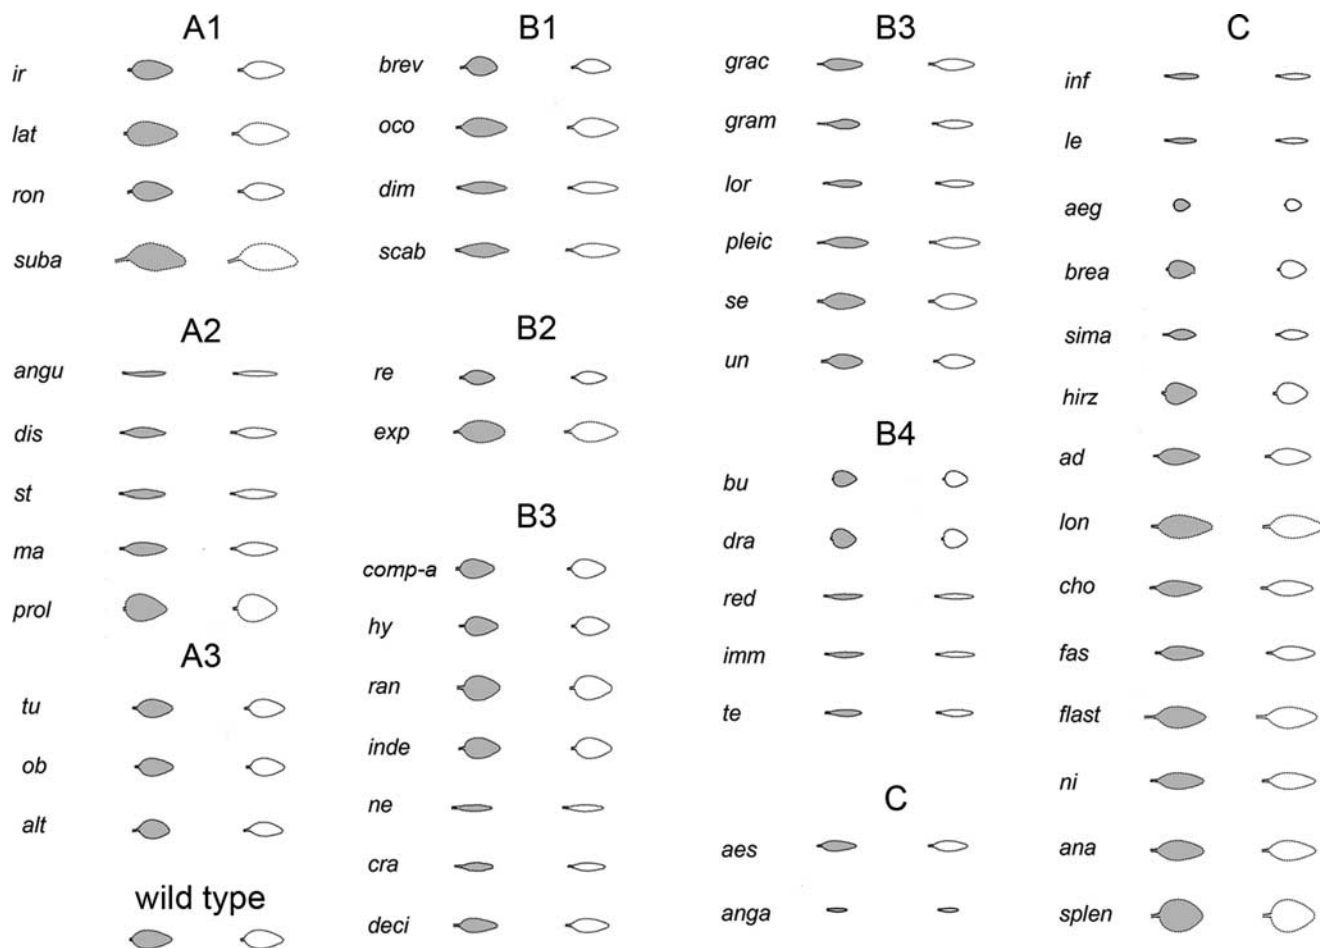 A1
ir
lat
ron
suba
A2
angu
dis
st
ma
prol
A3
tu
ob
alt
wild type
B1
brev
oco
dim
scab
B2
re
exp
B3
comp-a
hy
ran
inde
ne
cra
deci
B3
grac
gram
lor
pleic
se
un
B4
bu
dra
red
imm
te
C
aes
anga
C
inf
le
aeg
brea
sima
hirz
ad
lon
cho
fas
flast
ni
ana
splen